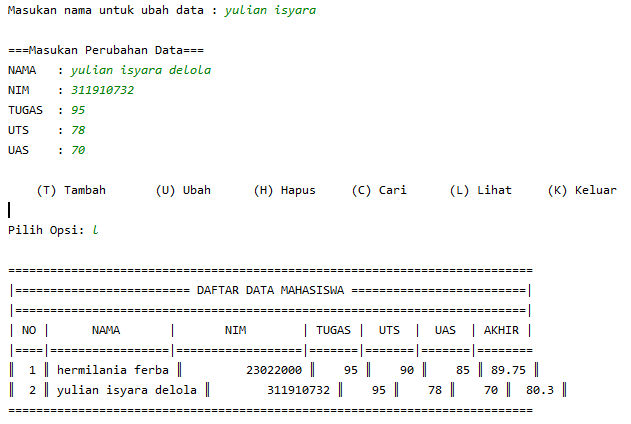 Masukan nama untuk ubah data : yulian isyara
===Masukan Perubahan Data===
NAMA   : yulian isyara delola
NIM    : 311910732
TUGAS  : 95
UTS    : 78
UAS    : 70
(T) Tambah       (U) Ubah      (H) Hapus     (C) Cari      (L) Lihat     (K) Keluar
Pilih Opsi: l
===========================================================================
|========================= DAFTAR DATA MAHASISWA =========================|
|=========================================================================|
| NO |      NAMA       |       NIM        | TUGAS |  UTS  |  UAS  | AKHIR |
|====|=================|==================|=======|=======|=======|========
║  1 ║ hermilania ferba ║         23022000 ║    95 ║    90 ║    85 ║ 89.75 ║
║  2 ║ yulian isyara delola ║        311910732 ║    95 ║    78 ║    70 ║  80.3 ║
===========================================================================